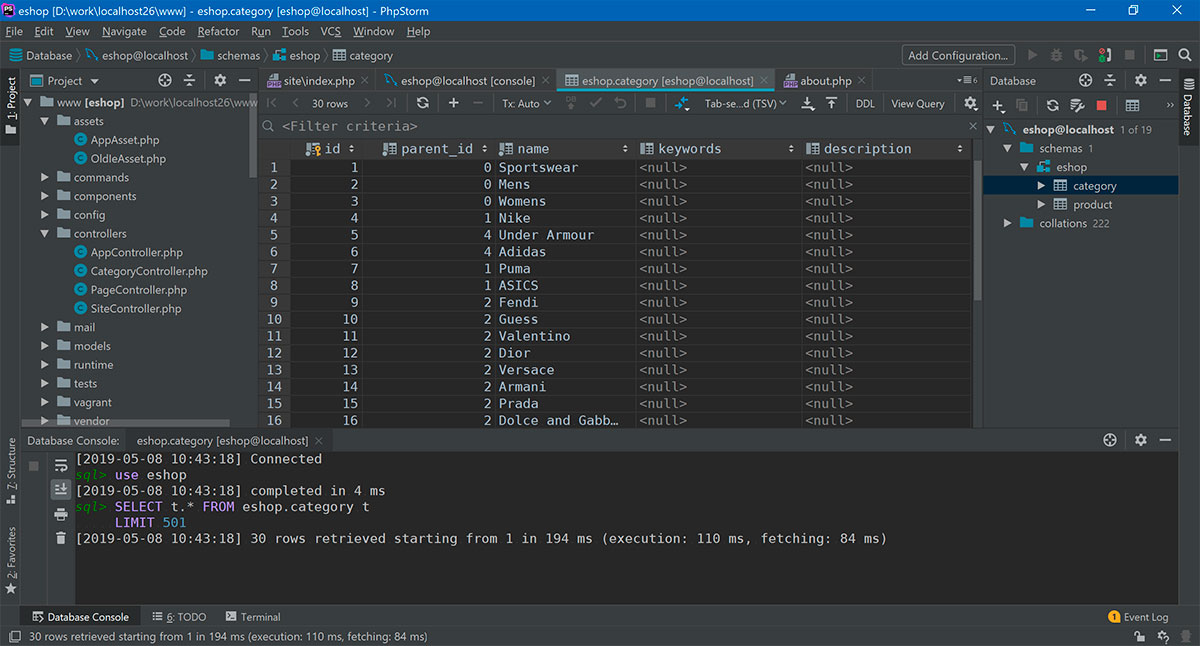 eshop [D:\work\localhost26\www] - eshop.category [eshop@localhost] - PhpStorm
File Edit View Navigate Code Refactor Run Tools VCS Window Help
Database eshop@localhost schemas eshop category Add Configuration...
1: Project
Project
www [eshop] D:\work\localhost26\www
assets
AppAsset.php
OldIeAsset.php
commands
components
config
controllers
AppController.php
CategoryController.php
PageController.php
SiteController.php
mail
models
runtime
tests
vagrant
vendor
site\index.php eshop@localhost [console] eshop.category [eshop@localhost] about.php
30 rows Tx: Auto DB Tab-se...d (TSV) DDL View Query
<Filter criteria>
id parent_id name keywords description
1 1 0 Sportswear <null> <null>
2 2 0 Mens <null> <null>
3 3 0 Womens <null> <null>
4 4 1 Nike <null> <null>
5 5 4 Under Armour <null> <null>
6 6 4 Adidas <null> <null>
7 7 1 Puma <null> <null>
8 8 1 ASICS <null> <null>
9 9 2 Fendi <null> <null>
10 10 2 Guess <null> <null>
11 11 2 Valentino <null> <null>
12 12 2 Dior <null> <null>
13 13 2 Versace <null> <null>
14 14 2 Armani <null> <null>
15 15 2 Prada <null> <null>
16 16 2 Dolce and Gabb… <null> <null>
Database
eshop@localhost 1 of 19
schemas 1
eshop
category
product
collations 222
Database
Database Console: eshop.category [eshop@localhost]
[2019-05-08 10:43:18] Connected
sql> use eshop
[2019-05-08 10:43:18] completed in 4 ms
sql> SELECT t.* FROM eshop.category t
LIMIT 501
[2019-05-08 10:43:18] 30 rows retrieved starting from 1 in 194 ms (execution: 110 ms, fetching: 84 ms)
7: Structure
2: Favorites
Database Console 6: TODO Terminal 1 Event Log
30 rows retrieved starting from 1 in 194 ms (execution: 110 ms, fetching: 84 ms)